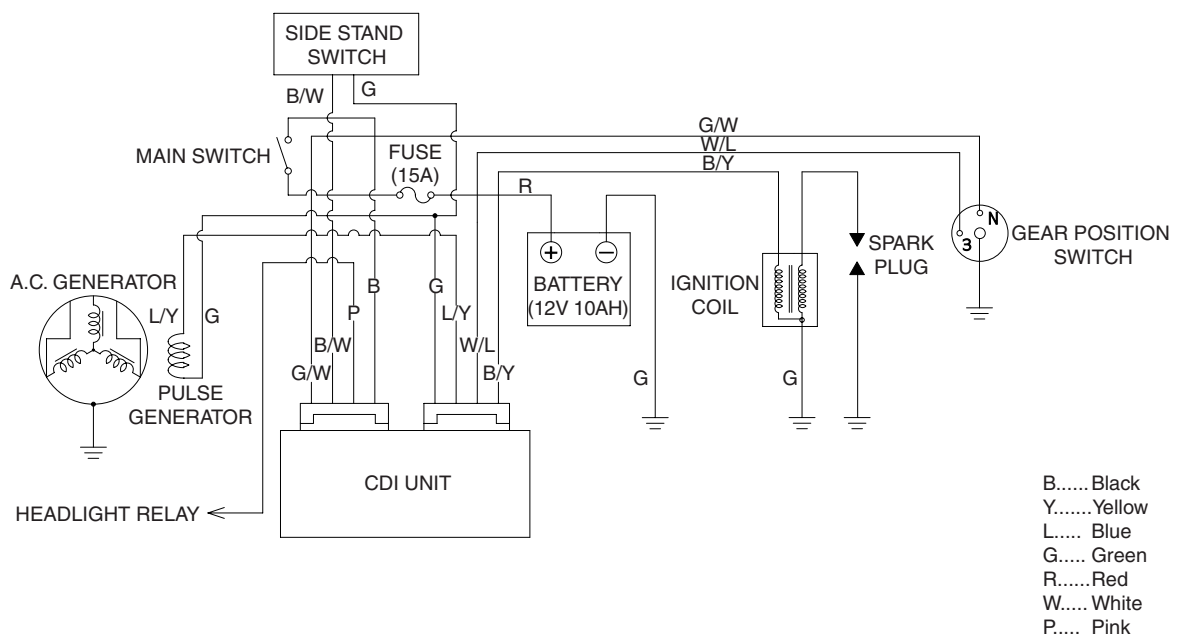 SIDE STAND
SWITCH
B/W
G
G/W
W/L
B/Y
MAIN SWITCH
FUSE
(15A)
R
N
3
GEAR POSITION
SWITCH
SPARK
PLUG
BATTERY
(12V 10AH)
IGNITION
COIL
A.C. GENERATOR
L/Y
G
B
P
G
L/Y
B/W
W/L
G/W
B/Y
G
G
PULSE
GENERATOR
CDI UNIT
HEADLIGHT RELAY
B......Black
Y.......Yellow
L..... Blue
G..... Green
R......Red
W..... White
P..... Pink